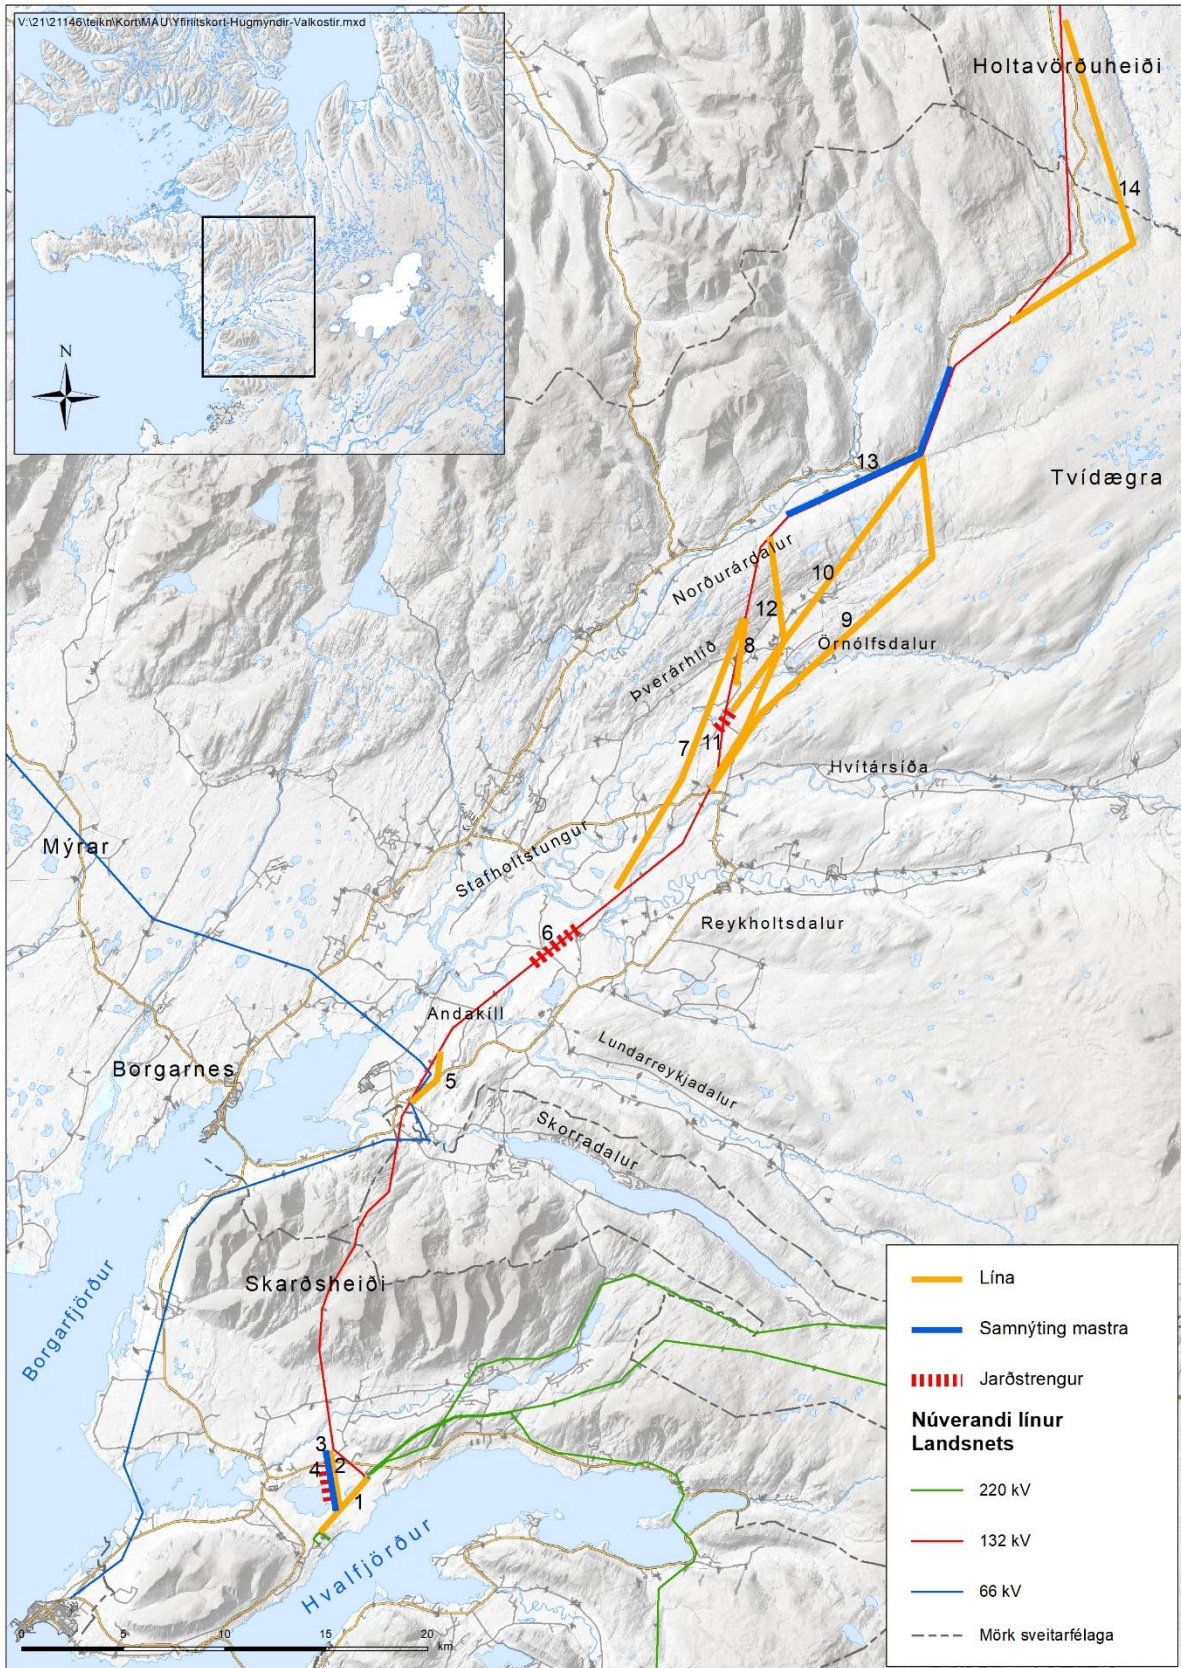 V:\21\21146\teikn\Kort\MAU\Yfirlitskort-Hugmyndir-Valkostir.mxd
N
Holtavörðuheiði
14
13
Tvídægra
Norðurárdalur
10
12
9
Örnólfsdalur
8
Þverárhlíð
7
11
Hvítársíða
Mýrar
Stafholtstungur
6
Reykholtsdalur
Andakíll
Lundarreykjadalur
Borgarnes
5
Skorradalur
Skarðsheiði
Borgarfjörður
3
4
2
1
Hvalfjörður
0 5 10 15 20
km
Lína
Samnýting mastra
Jarðstrengur
Núverandi línur
Landsnets
220 kV
132 kV
66 kV
Mörk sveitarfélaga